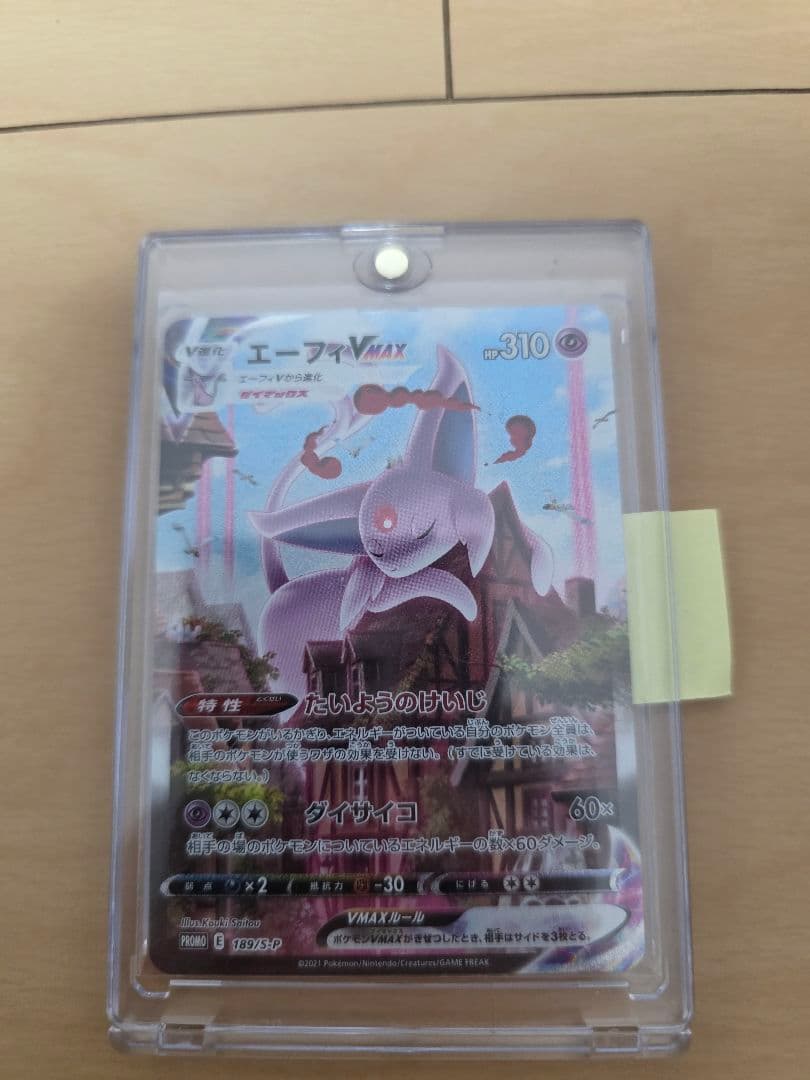 V進化
エーフィVMAX
HP310
エーフィVから進化
ダイマックス
特性
とくせい
たいようのけいじ
このポケモンがいるかぎり、エネルギーがついている自分のポケモン全員は、
相手のポケモンが使うワザの効果を受けない。（すでに受けている効果は、
なくならない。）
ダイサイコ
60×
相手の場のポケモンについているエネルギーの数×60ダメージ。
弱点 ×2 抵抗力 -30 にげる
Illus.Kouki Saitou
VMAXルール
PROMO E 189/S-P
ポケモンVMAXがきぜつしたとき、相手はサイドを3枚とる。
©2021 Pokémon/Nintendo/Creatures/GAME FREAK